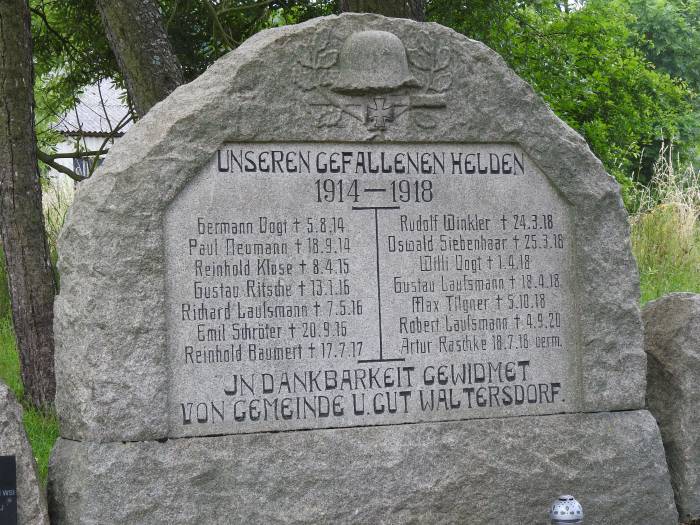 UNSEREN GEFALLENEN HELDEN
1914—1918
Hermann Vogt † 5.8.14
Paul Neumann † 18.9.14
Reinhold Klose † 8.4.15
Gustav Ritsche † 13.1.16
Richard Laufsmann † 7.5.16
Emil Schröter † 20.9.16
Reinhold Baumert † 17.7.17
Rudolf Winkler † 24.3.18
Oswald Siebenhaar † 25.3.18
Willi Vogt † 1.4.18
Gustav Laufsmann † 18.4.18
Max Tilgner † 5.10.18
Robert Laufsmann † 4.9.20
Artur Raschke 18.7.18 verm.
IN DANKBARKEIT GEWIDMET
VON GEMEINDE U. GUT WALTERSDORF.